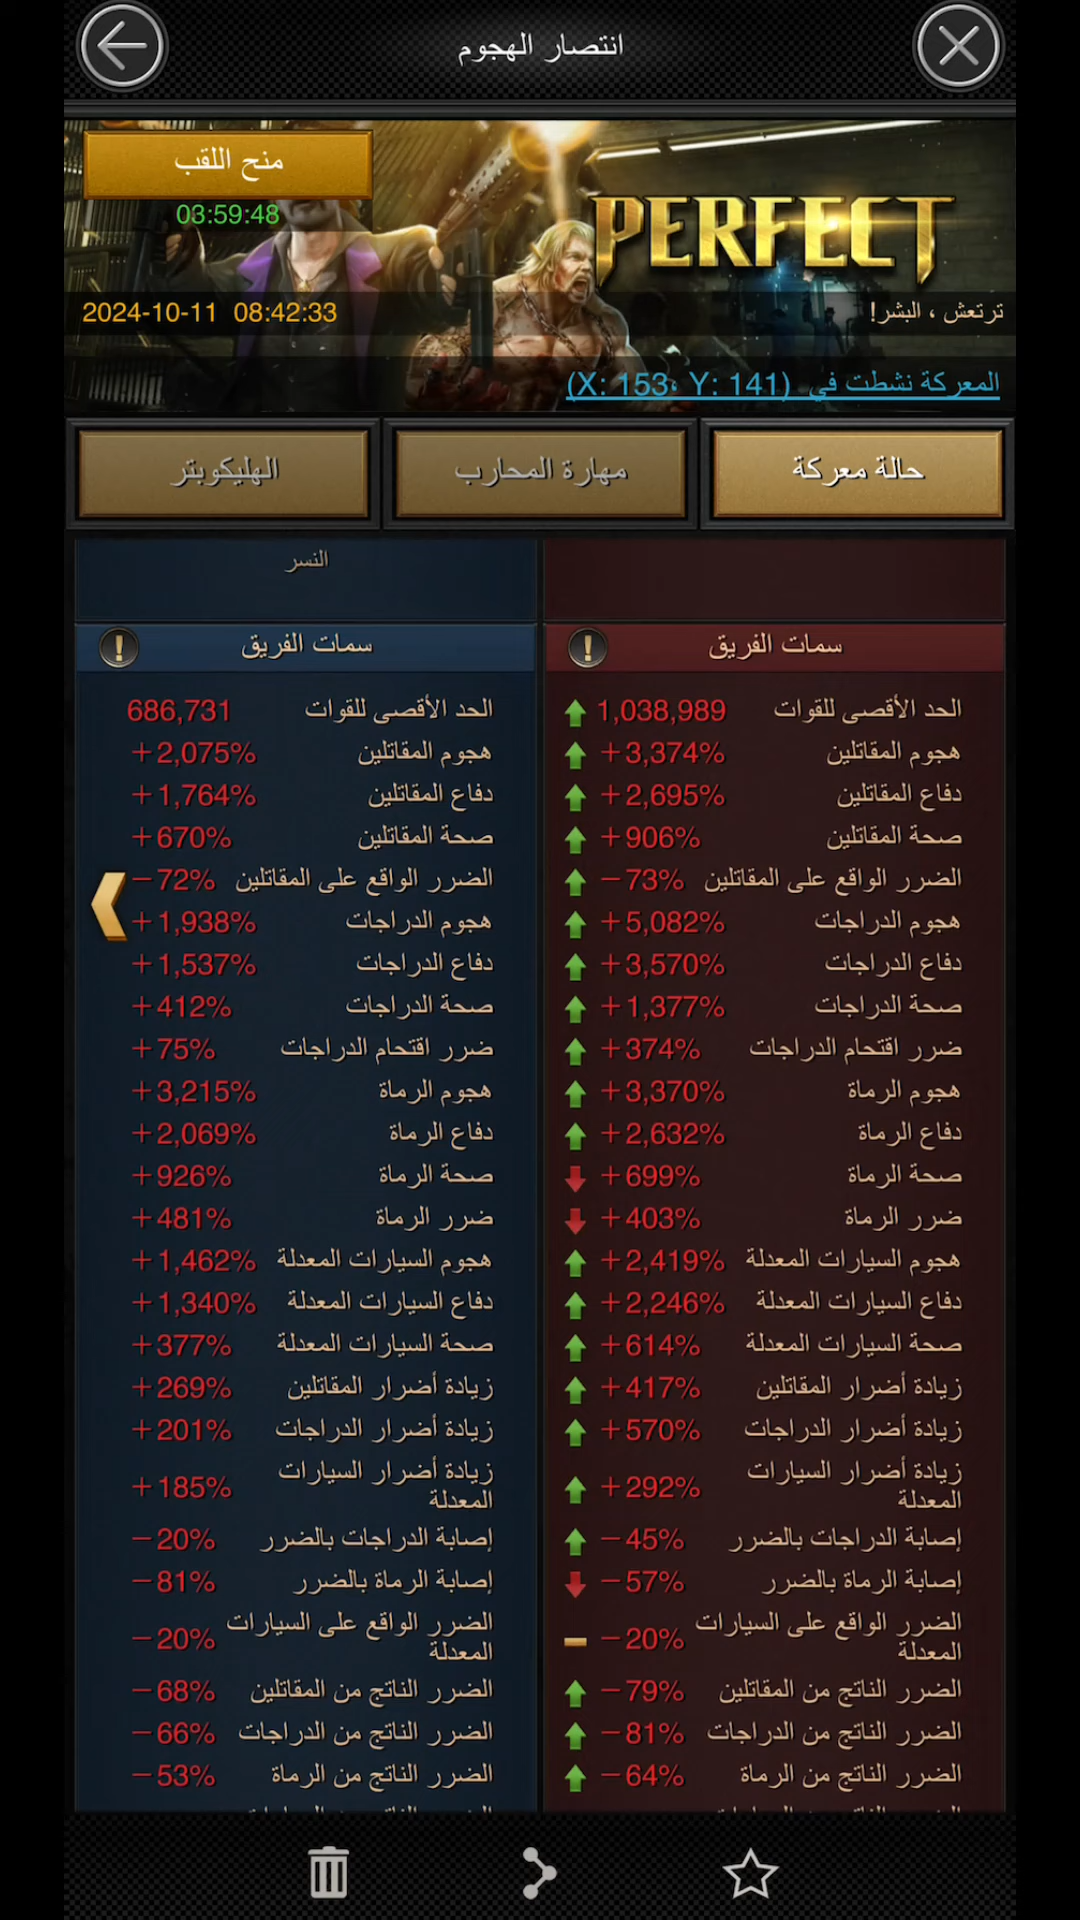 انتصار الهجوم
منح اللقب
03:59:48
PERFECT
2024-10-11 08:42:33
ترتعش ، البشر!
المعركة نشطت في (X: 153، Y: 141)
حالة معركة
مهارة المحارب
الهليكوبتر
النسر
سمات الفريق
الحد الأقصى للقوات 1,038,989
هجوم المقاتلين +3,374%
دفاع المقاتلين +2,695%
صحة المقاتلين +906%
الضرر الواقع على المقاتلين −73%
هجوم الدراجات +5,082%
دفاع الدراجات +3,570%
صحة الدراجات +1,377%
ضرر اقتحام الدراجات +374%
هجوم الرماة +3,370%
دفاع الرماة +2,632%
صحة الرماة +699%
ضرر الرماة +403%
هجوم السيارات المعدلة +2,419%
دفاع السيارات المعدلة +2,246%
صحة السيارات المعدلة +614%
زيادة أضرار المقاتلين +417%
زيادة أضرار الدراجات +570%
زيادة أضرار السيارات
المعدلة +292%
إصابة الدراجات بالضرر −45%
إصابة الرماة بالضرر −57%
الضرر الواقع على السيارات
المعدلة −20%
الضرر الناتج من المقاتلين −79%
الضرر الناتج من الدراجات −81%
الضرر الناتج من الرماة −64%
سمات الفريق
الحد الأقصى للقوات 686,731
هجوم المقاتلين +2,075%
دفاع المقاتلين +1,764%
صحة المقاتلين +670%
الضرر الواقع على المقاتلين −72%
هجوم الدراجات +1,938%
دفاع الدراجات +1,537%
صحة الدراجات +412%
ضرر اقتحام الدراجات +75%
هجوم الرماة +3,215%
دفاع الرماة +2,069%
صحة الرماة +926%
ضرر الرماة +481%
هجوم السيارات المعدلة +1,462%
دفاع السيارات المعدلة +1,340%
صحة السيارات المعدلة +377%
زيادة أضرار المقاتلين +269%
زيادة أضرار الدراجات +201%
زيادة أضرار السيارات
المعدلة +185%
إصابة الدراجات بالضرر −20%
إصابة الرماة بالضرر −81%
الضرر الواقع على السيارات
المعدلة −20%
الضرر الناتج من المقاتلين −68%
الضرر الناتج من الدراجات −66%
الضرر الناتج من الرماة −53%